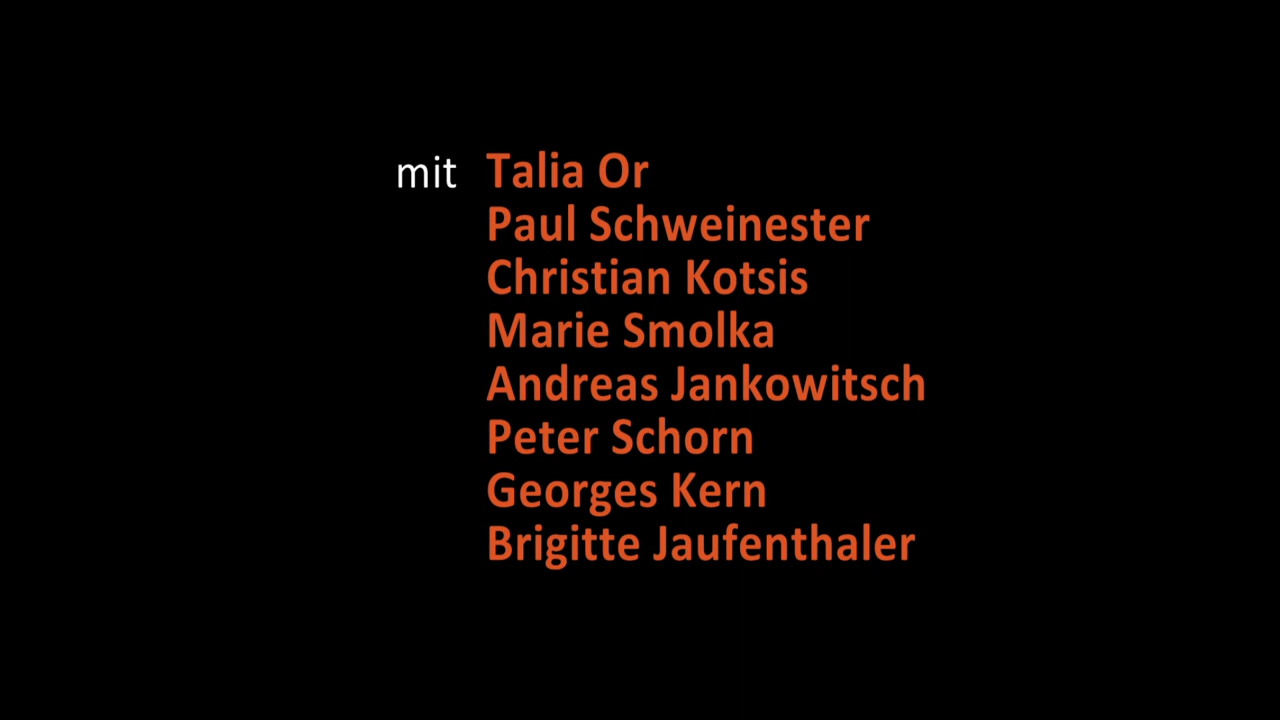 mit Talia Or
Paul Schweinester
Christian Kotsis
Marie Smolka
Andreas Jankowitsch
Peter Schorn
Georges Kern
Brigitte Jaufenthaler